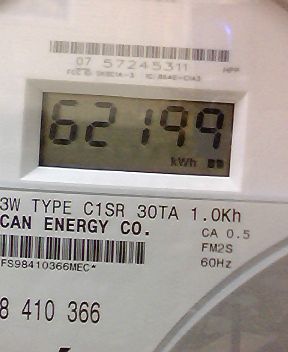 07 57245311
62199
kWh
3W TYPE C1SR 30TA 1.0Kh
CAN ENERGY CO.
CA 0.5
FM2S
FS98410366MEC*
60Hz
8 410 366